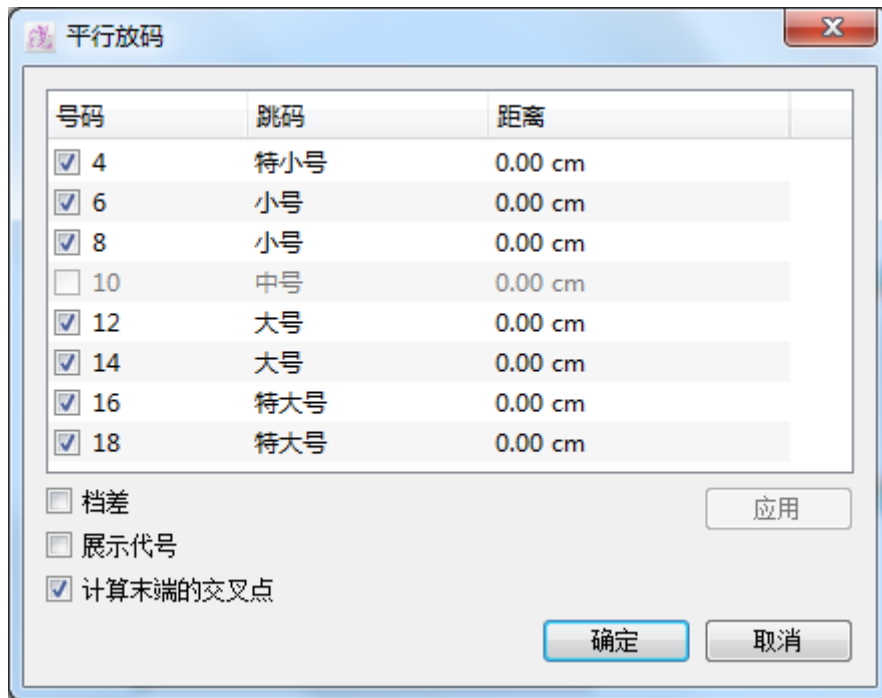 平行放码
号码 跳码 距离
4 特小号 0.00 cm
6 小号 0.00 cm
8 小号 0.00 cm
10 中号 0.00 cm
12 大号 0.00 cm
14 大号 0.00 cm
16 特大号 0.00 cm
18 特大号 0.00 cm
档差
应用
展示代号
计算末端的交叉点
确定 取消